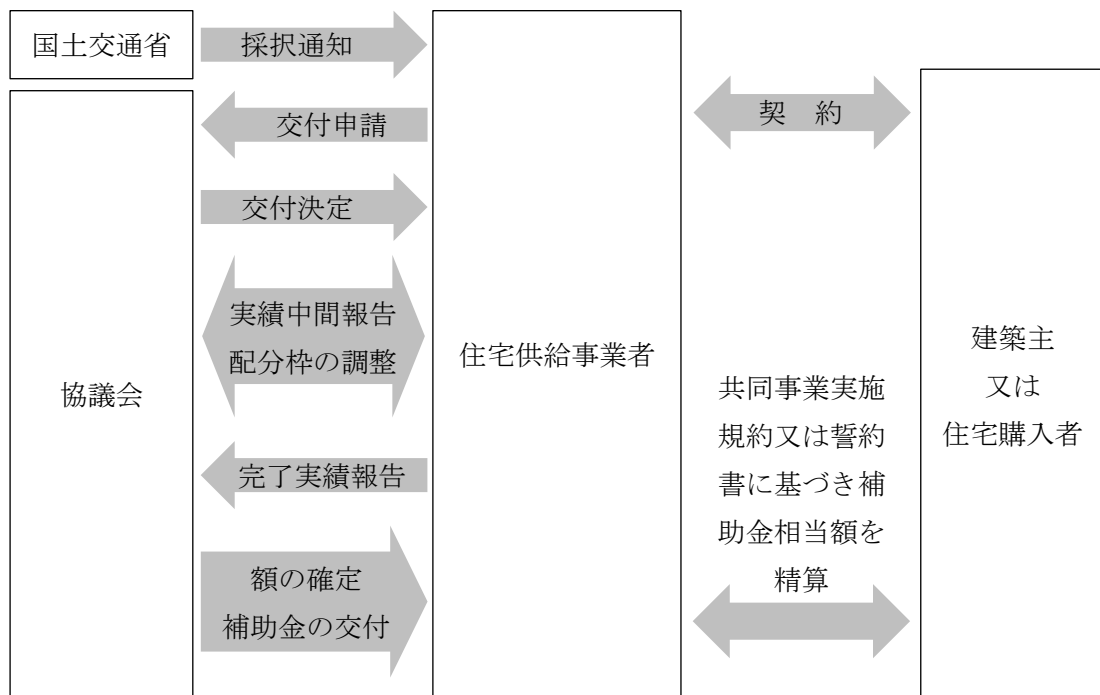 国土交通省
採択通知
交付申請
交付決定
実績中間報告
配分枠の調整
協議会
完了実績報告
額の確定
補助金の交付
住宅供給事業者
契　約
共同事業実施
規約又は誓約
書に基づき補
助金相当額を
精算
建築主
又は
住宅購入者